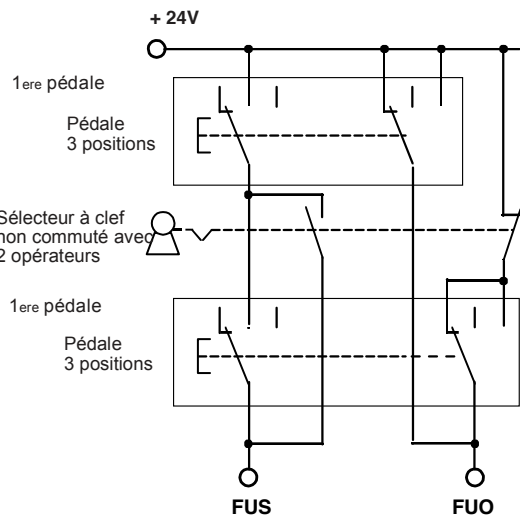 + 24V
1ere pédale
Pédale
3 positions
Sélecteur à clef
non commuté avec
2 opérateurs
1ere pédale
Pédale
3 positions
FUS
FUO